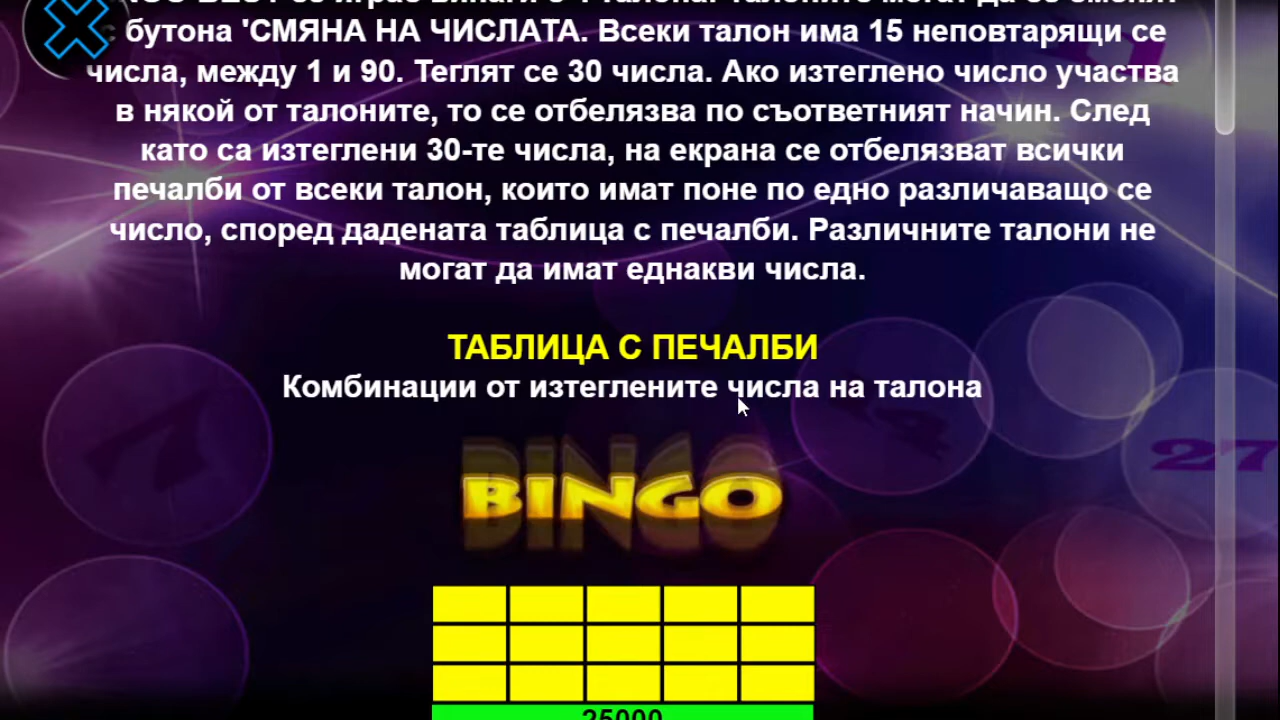 бутона 'СМЯНА НА ЧИСЛАТА. Всеки талон има 15 неповтарящи се
числа, между 1 и 90. Теглят се 30 числа. Ако изтеглено число участва
в някой от талоните, то се отбелязва по съответният начин. След
като са изтеглени 30-те числа, на екрана се отбелязват всички
печалби от всеки талон, които имат поне по едно различаващо се
число, според дадената таблица с печалби. Различните талони не
могат да имат еднакви числа.
ТАБЛИЦА С ПЕЧАЛБИ
Комбинации от изтеглените числа на талона
BINGO
27
25000